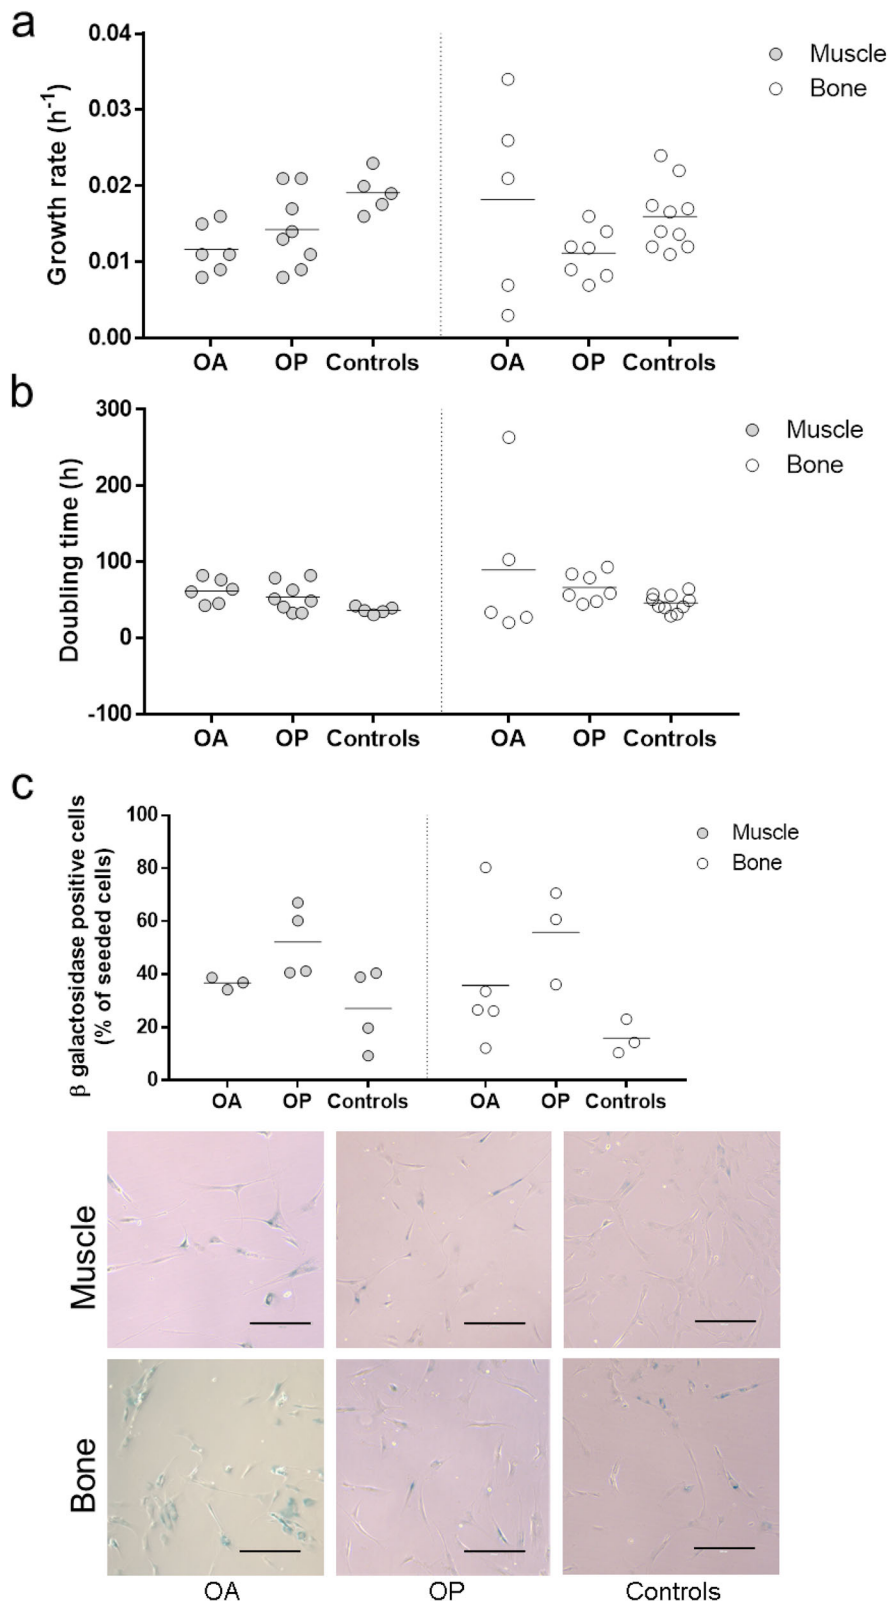 a
0.04
0.03
0.02
0.01
0.00
Growth rate (h-1)
OA OP Controls OA OP Controls
Muscle
Bone
b
300
200
100
0
-100
Doubling time (h)
OA OP Controls OA OP Controls
Muscle
Bone
c
100
80
60
40
20
0
β galactosidase positive cells
(% of seeded cells)
OA OP Controls OA OP Controls
Muscle
Bone
Muscle
Bone
OA OP Controls